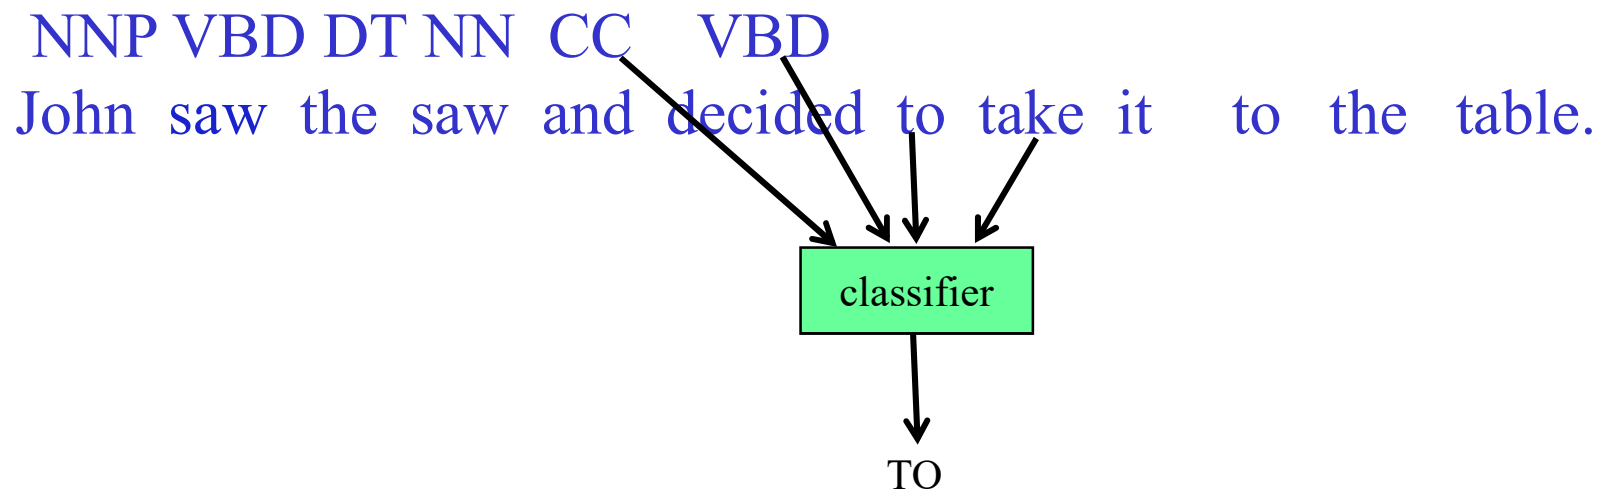 NNP VBD DT NN CC VBD
John saw the saw and decided to take it to the table.
classifier
TO